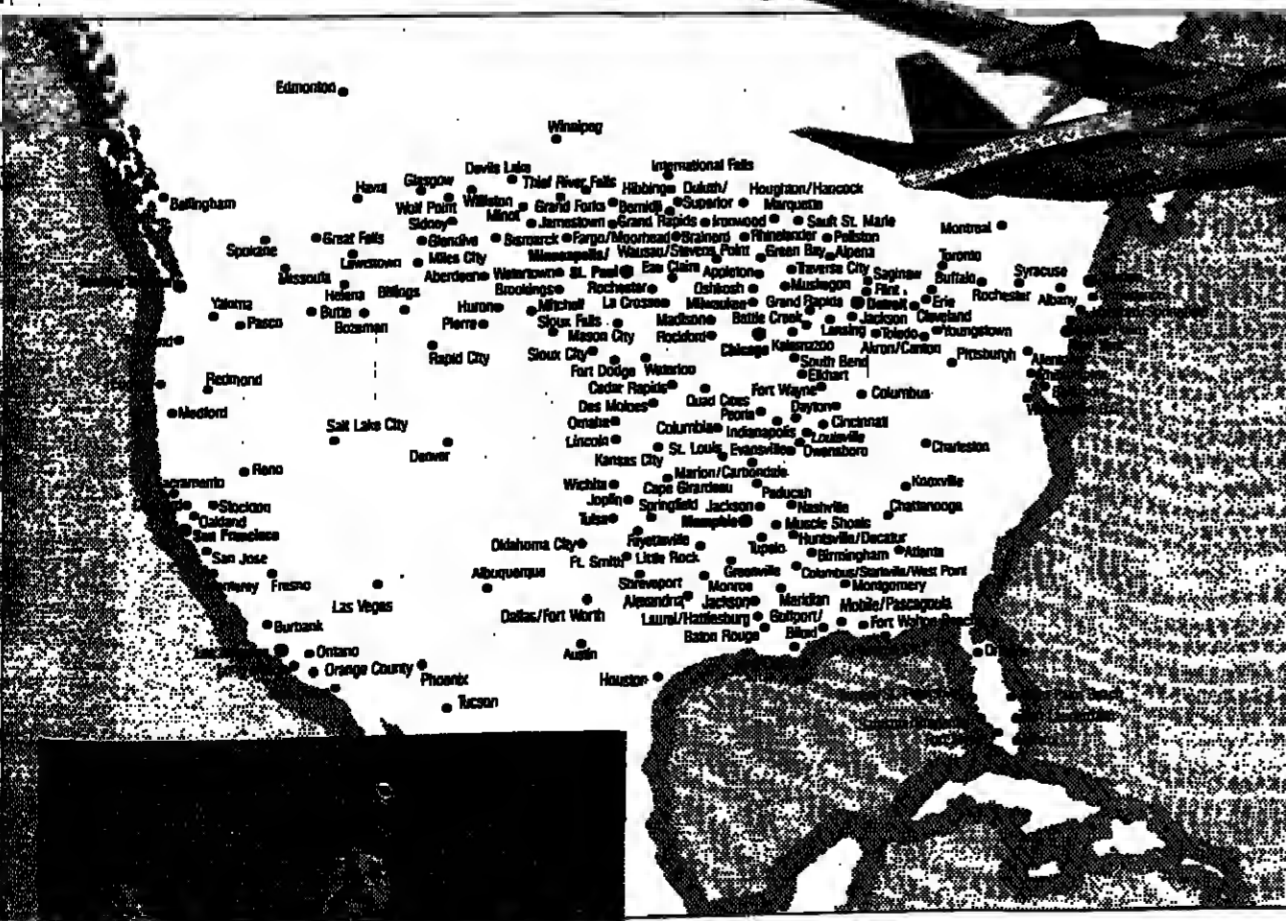 Edmonton
Winnipeg
International Falls
Devils Lake
Havre
Glasgow
Thief River Falls
Hibbing
Duluth/
Superior
Houghton/Hancock
Bellingham
Wolf Point
Williston
Minot
Grand Forks
Bemidji
Marquette
Sidney
Jamestown
Grand Rapids
Ironwood
Sault St. Marie
Montreal
Spokane
Great Falls
Glendive
Bismarck
Fargo/Moorhead
Brainerd
Rhinelander
Pellston
Lewistown
Miles City
Minneapolis/
St. Paul
Wausau/Stevens Point
Green Bay
Alpena
Toronto
Missoula
Aberdeen
Watertown
Eau Claire
Appleton
Traverse City
Saginaw
Buffalo
Syracuse
Helena
Billings
Brookings
Rochester
Oshkosh
Muskegon
Flint
Erie
Rochester
Albany
Yakima
Butte
Bozeman
Huron
Mitchell
La Crosse
Milwaukee
Grand Rapids
Detroit
Pasco
Pierre
Sioux Falls
Madison
Battle Creek
Jackson
Cleveland
Mason City
Rockford
Lansing
Toledo
Youngstown
Rapid City
Sioux City
Chicago
Kalamazoo
Akron/Canton
Pittsburgh
Fort Dodge
Waterloo
South Bend
Elkhart
Redmond
Cedar Rapids
Quad Cities
Fort Wayne
Columbus
Medford
Des Moines
Peoria
Dayton
Salt Lake City
Omaha
Columbia
Indianapolis
Cincinnati
Denver
Lincoln
St. Louis
Evansville
Louisville
Owensboro
Charleston
Reno
Kansas City
Marion/Carbondale
Wichita
Cape Girardeau
Paducah
Knoxville
Stockton
Joplin
Springfield
Jackson
Nashville
Chattanooga
Oakland
Tulsa
Memphis
Muscle Shoals
San Francisco
Oklahoma City
Fayetteville
Huntsville/Decatur
San Jose
Ft. Smith
Little Rock
Tupelo
Birmingham
Atlanta
Fresno
Albuquerque
Shreveport
Greenville
Columbus/Starkville/West Point
Las Vegas
Monroe
Montgomery
Dallas/Fort Worth
Alexandria
Jackson
Meridian
Mobile/Pascagoula
Burbank
Laurel/Hattiesburg
Gulfport/
Biloxi
Fort Walton Beach
Ontario
Austin
Baton Rouge
Orange County
Phoenix
Houston
Tucson